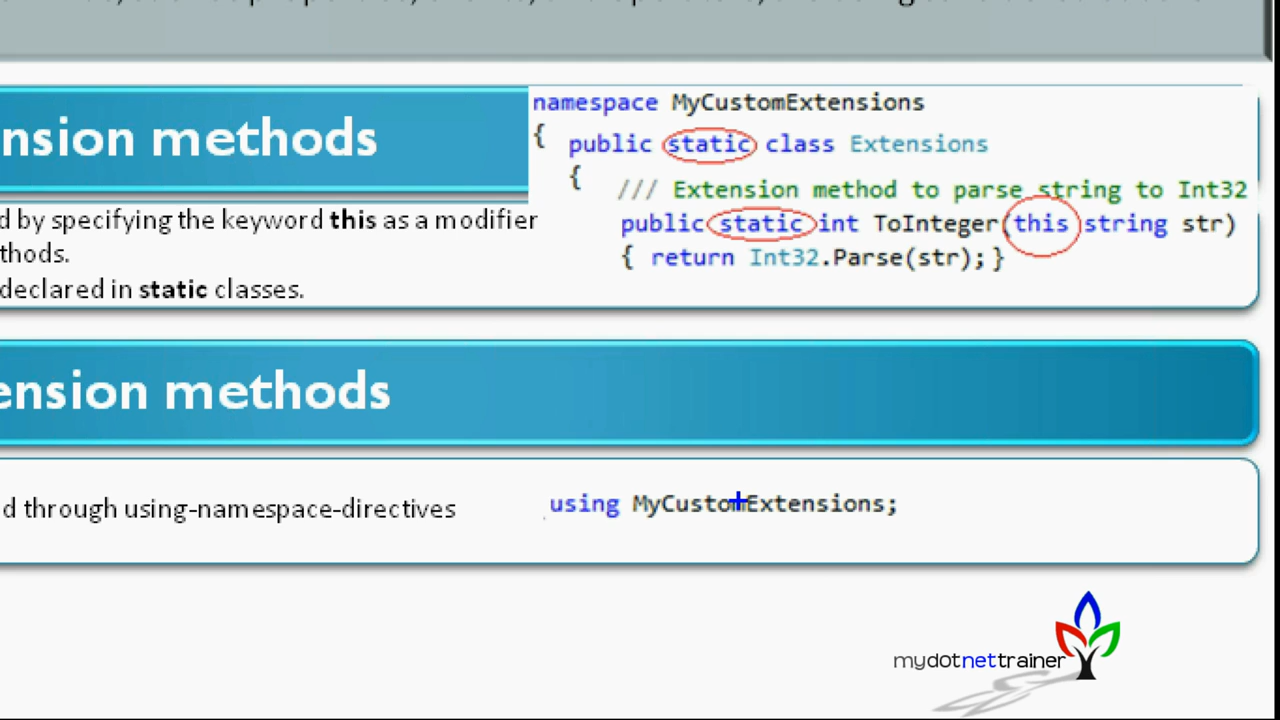 nsion methods
d by specifying the keyword this as a modifier
thods.
declared in static classes.
namespace MyCustomExtensions
{ public static class Extensions
{ /// Extension method to parse string to Int32
public static int ToInteger(this string str)
{ return Int32.Parse(str); }
ension methods
d through using-namespace-directives
using MyCustomExtensions;
mydotnettrainer